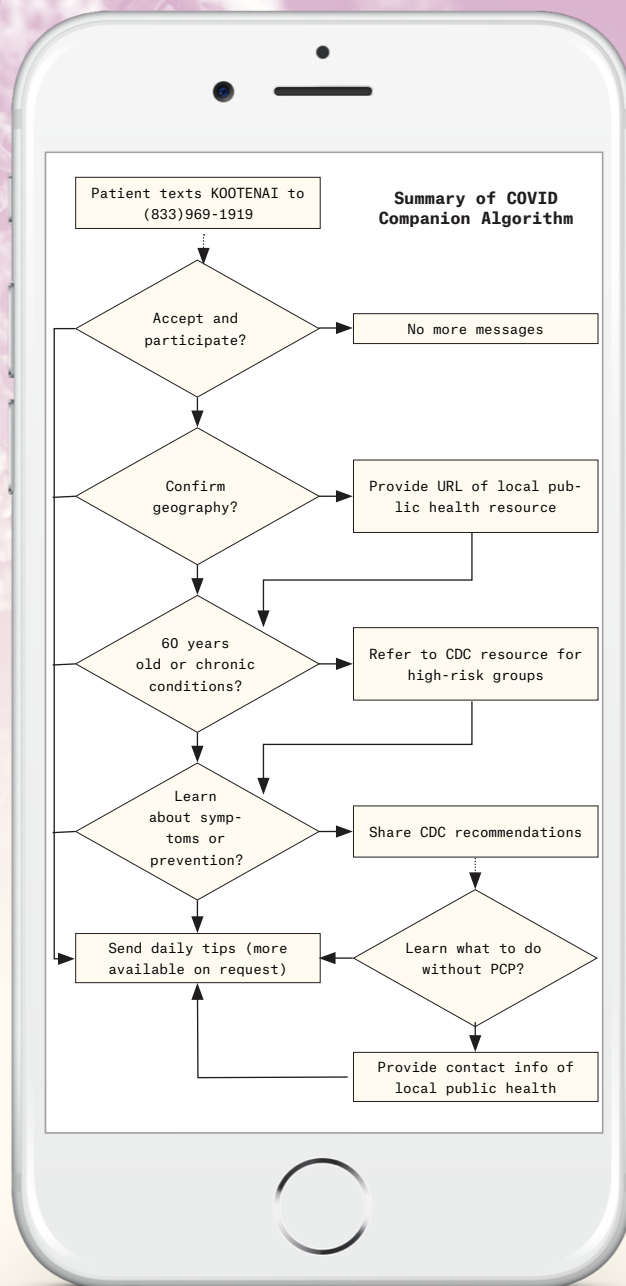 Patient texts KOOTENAI to
(833)969-1919
Summary of COVID
Companion Algorithm
Accept and
participate?
No more messages
Confirm
geography?
Provide URL of local pub-
lic health resource
60 years
old or chronic
conditions?
Refer to CDC resource for
high-risk groups
Learn
about symp-
toms or
prevention?
Share CDC recommendations
Send daily tips (more
available on request)
Learn what to do
without PCP?
Provide contact info of
local public health